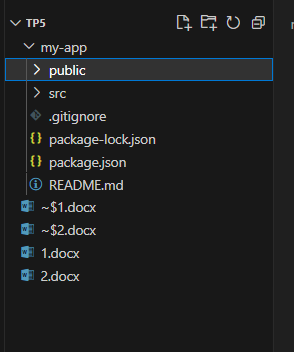 TP5
my-app
public
src
.gitignore
package-lock.json
package.json
README.md
~$1.docx
~$2.docx
1.docx
2.docx